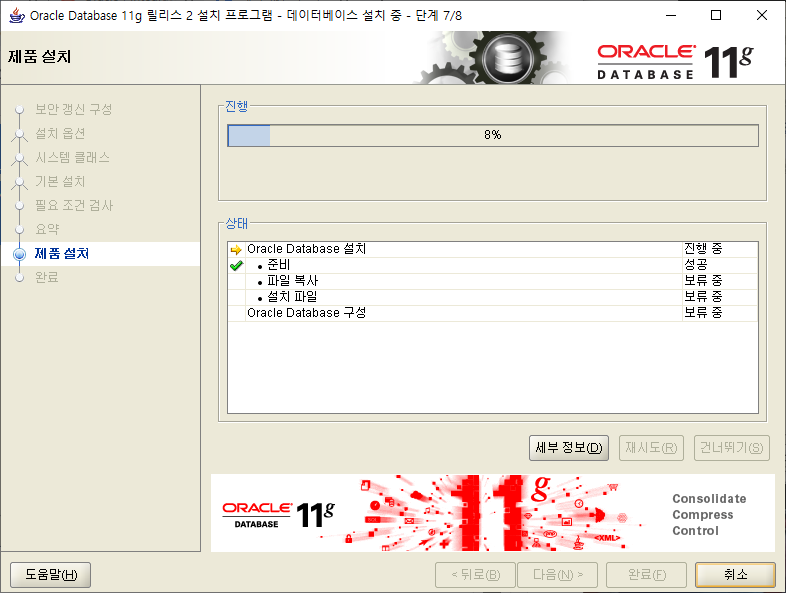 Oracle Database 11g 릴리스 2 설치 프로그램 - 데이터베이스 설치 중 - 단계 7/8
제품 설치
ORACLE
DATABASE
11g
보안 갱신 구성
설치 옵션
시스템 클래스
기본 설치
필요 조건 검사
요약
제품 설치
완료
진행
8%
상태
Oracle Database 설치 진행 중
• 준비 성공
• 파일 복사 보류 중
• 설치 파일 보류 중
Oracle Database 구성 보류 중
세부 정보(D) 재시도(R) 건너뛰기(S)
ORACLE
DATABASE
11g
11g
<XML>
Consolidate
Compress
Control
도움말(H) < 뒤로(B) 다음(N) > 완료(F) 취소